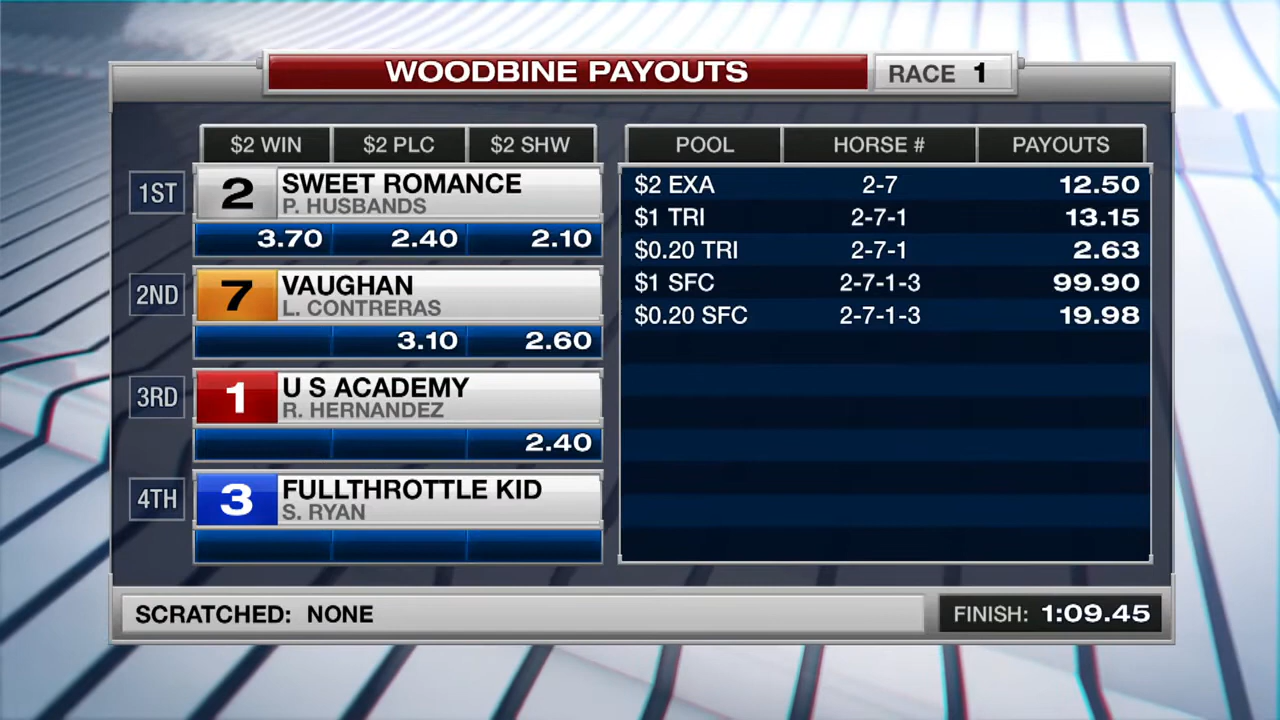 WOODBINE PAYOUTS RACE 1
$2 WIN $2 PLC $2 SHW
1ST 2 SWEET ROMANCE
P. HUSBANDS
3.70 2.40 2.10
2ND 7 VAUGHAN
L. CONTRERAS
3.10 2.60
3RD 1 U S ACADEMY
R. HERNANDEZ
2.40
4TH 3 FULLTHROTTLE KID
S. RYAN
POOL HORSE # PAYOUTS
$2 EXA 2-7 12.50
$1 TRI 2-7-1 13.15
$0.20 TRI 2-7-1 2.63
$1 SFC 2-7-1-3 99.90
$0.20 SFC 2-7-1-3 19.98
SCRATCHED: NONE
FINISH: 1:09.45